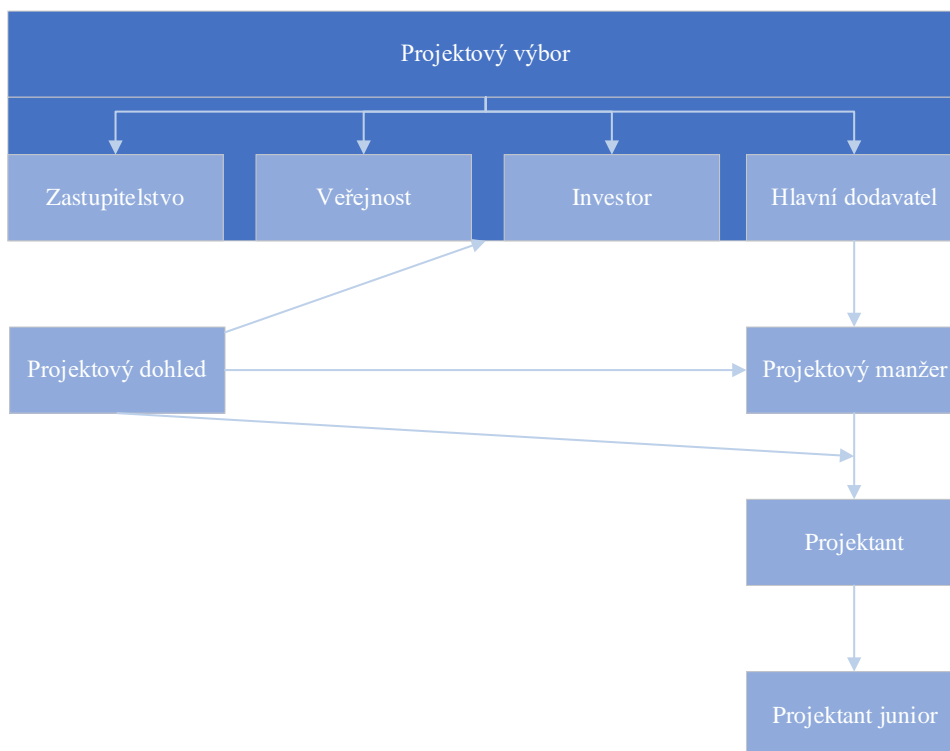 Projektový výbor
Zastupitelstvo
Veřejnost
Investor
Hlavní dodavatel
Projektový dohled
Projektový manžer
Projektant
Projektant junior